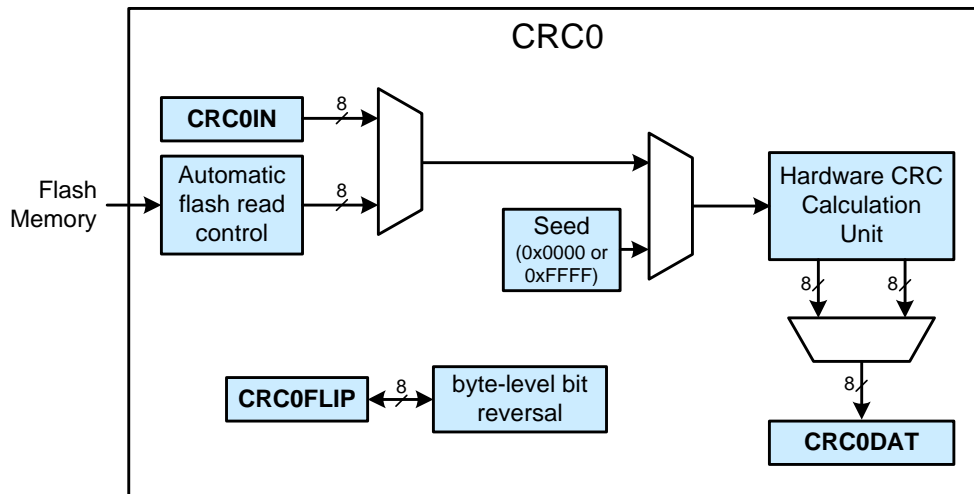 CRC0
CRC0IN
8
Automatic
flash read
control
8
Flash
Memory
Seed
(0x0000 or
0xFFFF)
Hardware CRC
Calculation
Unit
8
8
8
CRC0FLIP
8
byte-level bit
reversal
CRC0DAT